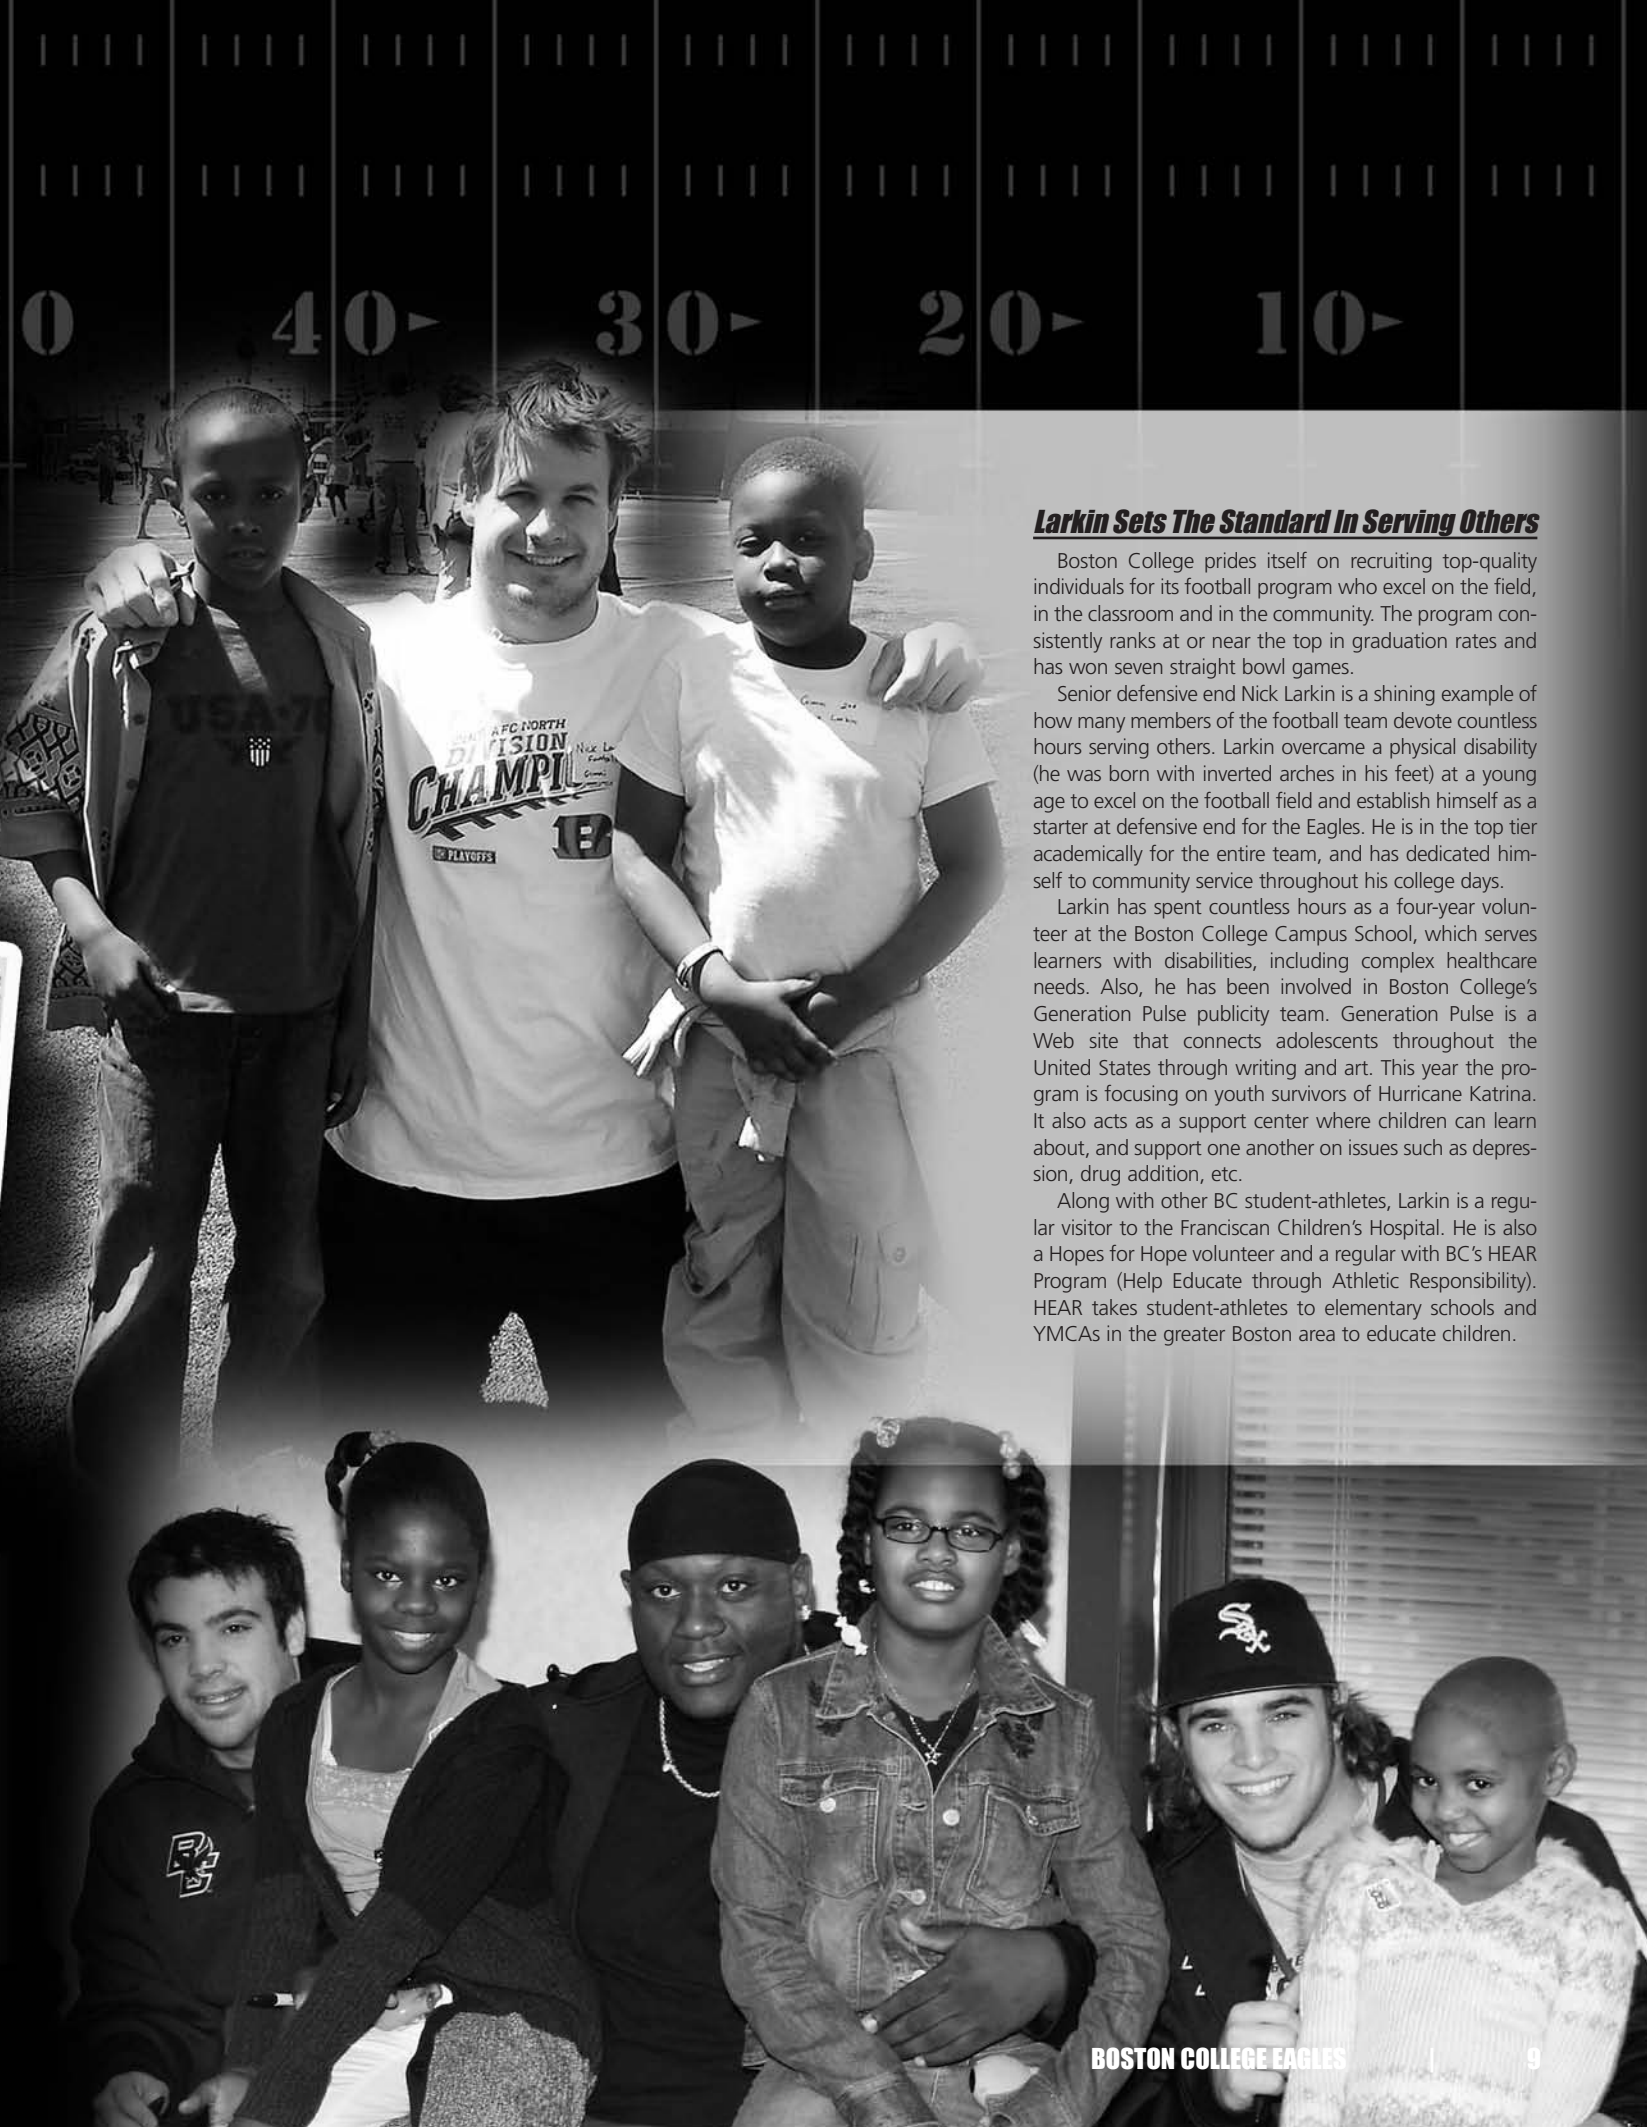 0 40 30 20 10
Larkin Sets The Standard In Serving Others
Boston College prides itself on recruiting top-quality
individuals for its football program who excel on the field,
in the classroom and in the community. The program con-
sistently ranks at or near the top in graduation rates and
has won seven straight bowl games.
Senior defensive end Nick Larkin is a shining example of
how many members of the football team devote countless
hours serving others. Larkin overcame a physical disability
(he was born with inverted arches in his feet) at a young
age to excel on the football field and establish himself as a
starter at defensive end for the Eagles. He is in the top tier
academically for the entire team, and has dedicated him-
self to community service throughout his college days.
Larkin has spent countless hours as a four-year volun-
teer at the Boston College Campus School, which serves
learners with disabilities, including complex healthcare
needs. Also, he has been involved in Boston College’s
Generation Pulse publicity team. Generation Pulse is a
Web site that connects adolescents throughout the
United States through writing and art. This year the pro-
gram is focusing on youth survivors of Hurricane Katrina.
It also acts as a support center where children can learn
about, and support one another on issues such as depres-
sion, drug addition, etc.
Along with other BC student-athletes, Larkin is a regu-
lar visitor to the Franciscan Children’s Hospital. He is also
a Hopes for Hope volunteer and a regular with BC’s HEAR
Program (Help Educate through Athletic Responsibility).
HEAR takes student-athletes to elementary schools and
YMCAs in the greater Boston area to educate children.
USA
AFC NORTH
DIVISION
CHAMPI
B
PLAYOFFS
Nick
Sox
BC
BOSTON COLLEGE EAGLES | 9